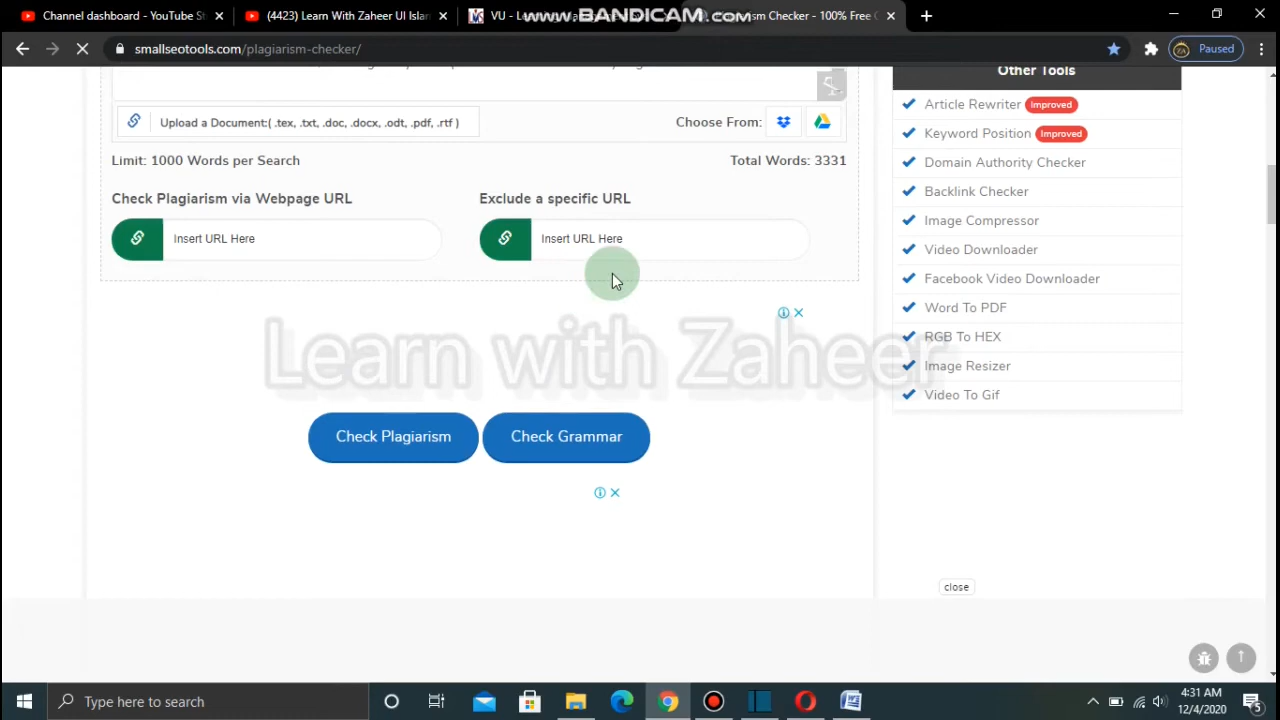 Channel dashboard - YouTube St
(4423) Learn With Zaheer Ul Islam
VU - Learning
www.BANDICAM.com
Plagiarism Checker - 100% Free O
smallseotools.com/plagiarism-checker/
Paused
Upload a Document:( .tex, .txt, .doc, .docx, .odt, .pdf, .rtf )
Choose From:
Limit: 1000 Words per Search
Total Words: 3331
Check Plagiarism via Webpage URL
Exclude a specific URL
Insert URL Here
Insert URL Here
Learn with Zaheer
Check Plagiarism
Check Grammar
close
Other Tools
Article Rewriter Improved
Keyword Position Improved
Domain Authority Checker
Backlink Checker
Image Compressor
Video Downloader
Facebook Video Downloader
Word To PDF
RGB To HEX
Image Resizer
Video To Gif
Type here to search
4:31 AM
12/4/2020
5